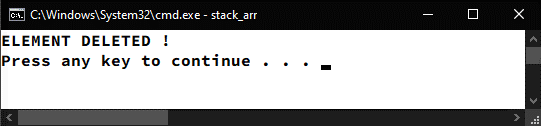 C:\Windows\System32\cmd.exe - stack_arr
ELEMENT DELETED !
Press any key to continue . . .